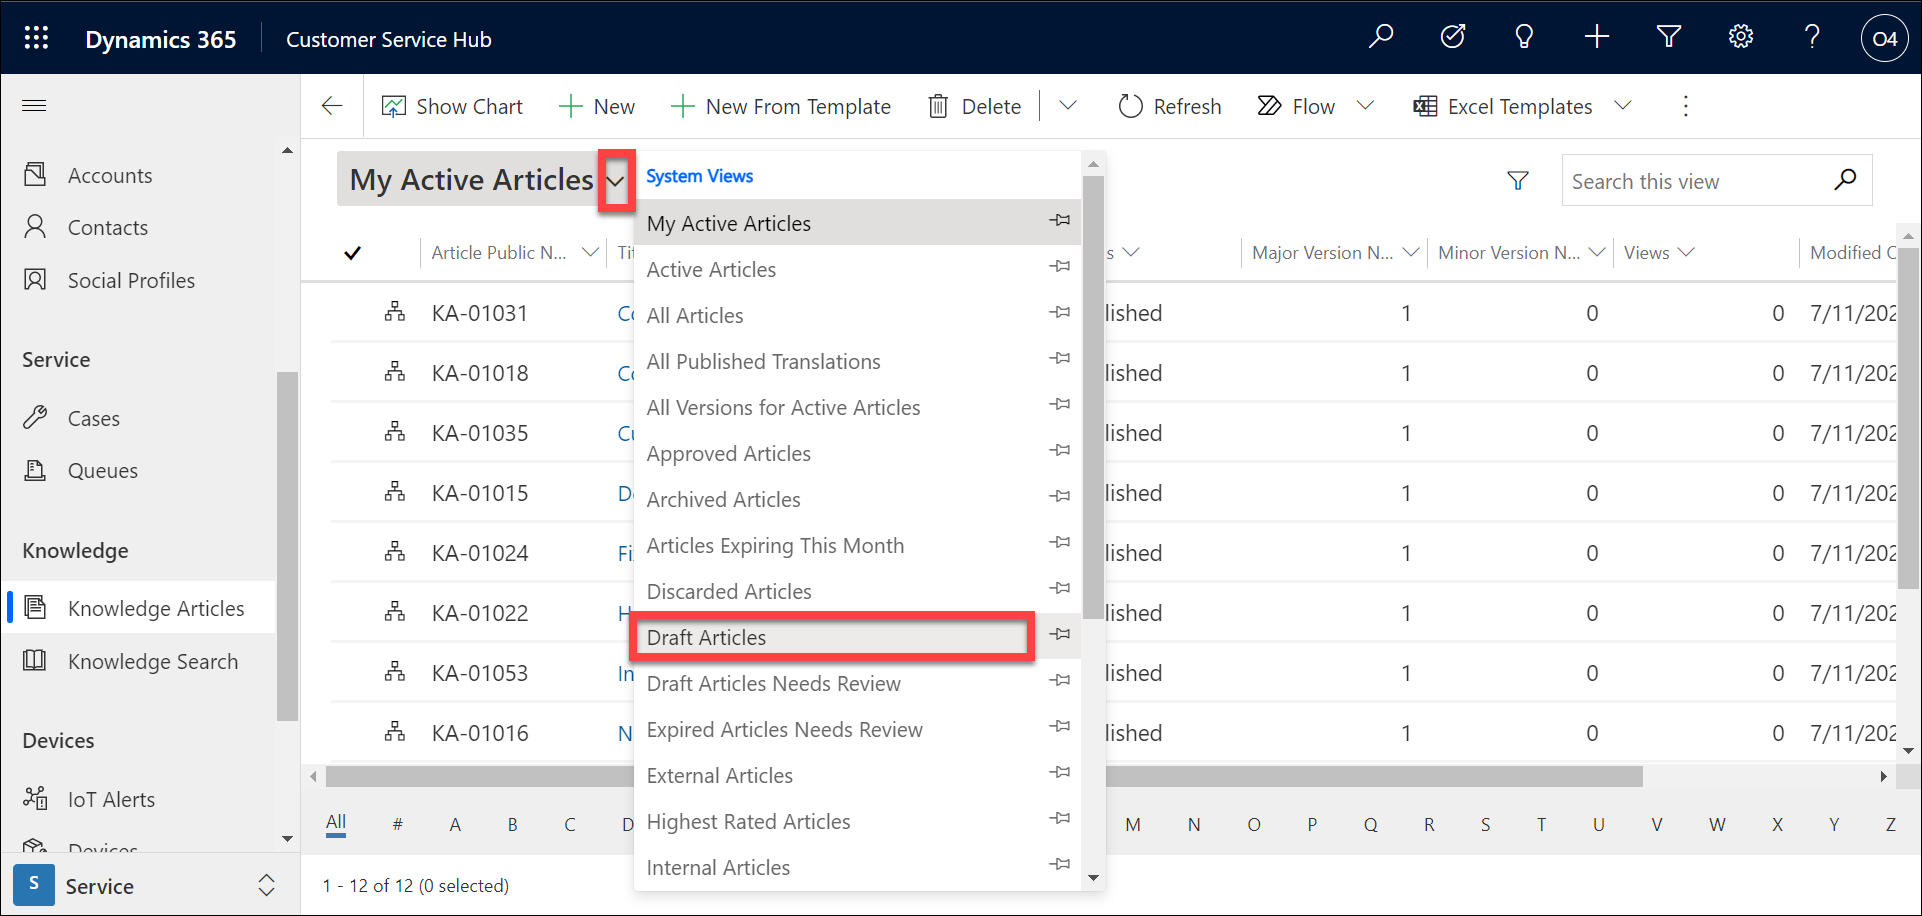 Dynamics 365
Customer Service Hub
O4
Show Chart
New
New From Template
Delete
Refresh
Flow
Excel Templates
Accounts
Contacts
Social Profiles
Service
Cases
Queues
Knowledge
Knowledge Articles
Knowledge Search
Devices
IoT Alerts
Devices
S
Service
My Active Articles
Search this view
System Views
My Active Articles
Active Articles
All Articles
All Published Translations
All Versions for Active Articles
Approved Articles
Archived Articles
Articles Expiring This Month
Discarded Articles
Draft Articles
Draft Articles Needs Review
Expired Articles Needs Review
External Articles
Highest Rated Articles
Internal Articles
Article Public N... Tit s Major Version N... Minor Version N... Views Modified
KA-01031 Co lished 1 0 0 7/11/202
KA-01018 Co lished 1 0 0 7/11/202
KA-01035 Cu lished 1 0 0 7/11/202
KA-01015 D lished 1 0 0 7/11/202
KA-01024 Fi lished 1 0 0 7/11/202
KA-01022 H lished 1 0 0 7/11/202
KA-01053 In lished 1 0 0 7/11/202
KA-01016 N lished 1 0 0 7/11/202
All # A B C D M N O P Q R S T U V W X Y Z
1 - 12 of 12 (0 selected)